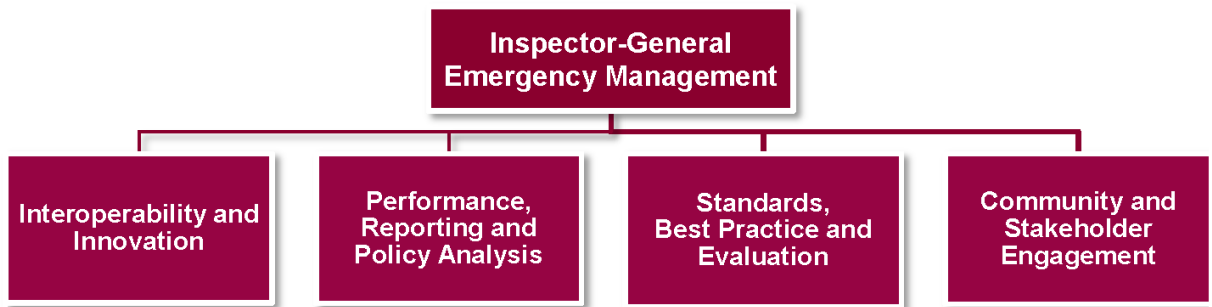 Inspector-General
Emergency Management
Interoperability and
Innovation
Performance,
Reporting and
Policy Analysis
Standards,
Best Practice and
Evaluation
Community and
Stakeholder
Engagement